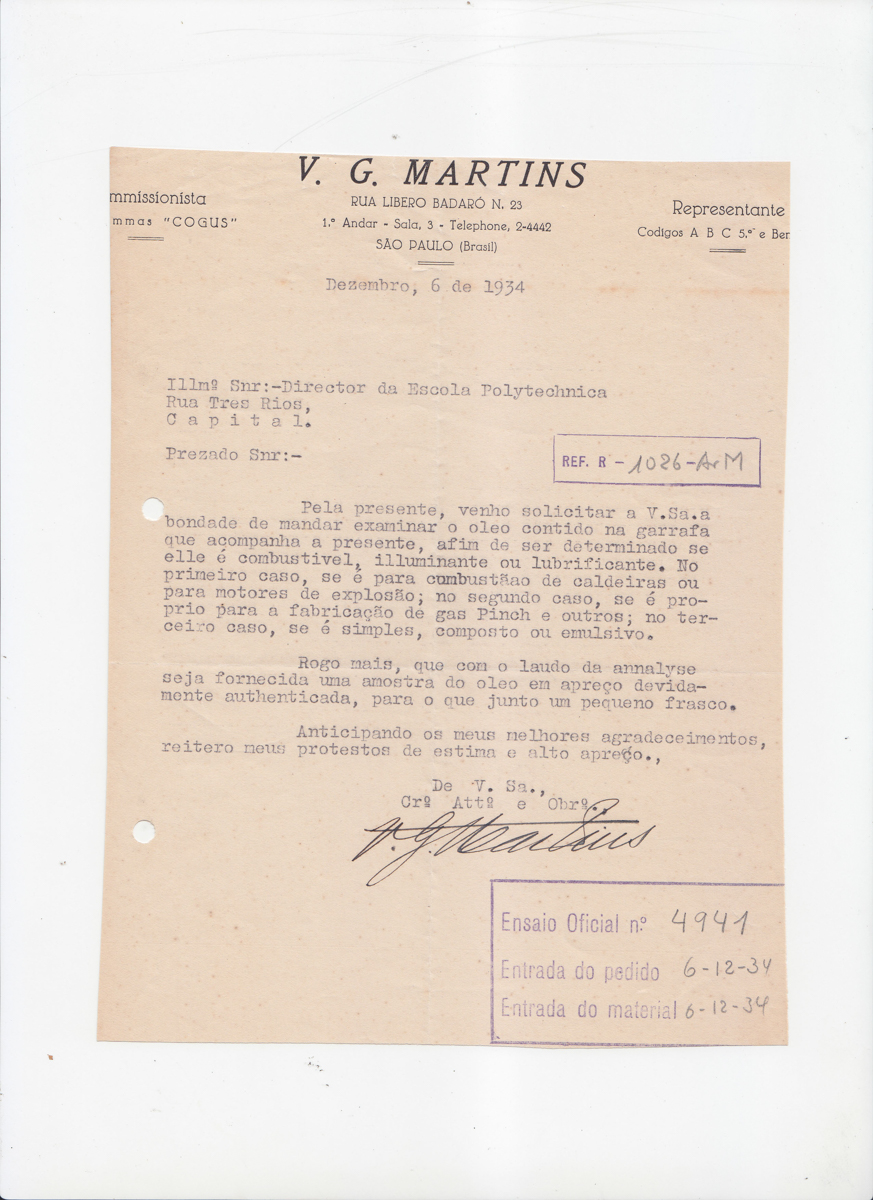 V. G. MARTINS
mmissionista
mmas "COGUS"
RUA LIBERO BADARÓ N. 23
1.º Andar - Sala, 3 - Telephone, 2-4442
SÃO PAULO (Brasil)
Representante
Codigos A B C 5.ª e Ben
Dezembro, 6 de 1934
Illmº Snr:-Director da Escola Polytechnica
Rua Tres Rios,
C a p i t a l.
Prezado Snr:-
REF. R - 1026-ArM
Pela presente, venho solicitar a V.Sa.a
bondade de mandar examinar o oleo contido na garrafa
que acompanha a presente, afim de ser determinado se
elle é combustivel, illuminante ou lubrificante. No
primeiro caso, se é para cumbustãao de caldeiras ou
para motores de explosão; no segundo caso, se é pro-
prio para a fabricação de gas Pinch e outros; no ter-
ceiro caso, se é simples, composto ou emulsivo.
Rogo mais, que com o laudo da annalyse
seja fornecida uma amostra do oleo em apreço devida-
mente authenticada, para o que junto um pequeno frasco.
Anticipando os meus melhores agradecimentos,
reitero meus protestos de estima e alto apreço.,
De V. Sa.,
Crº Attº e Obrº.
V. G. Martins
Ensaio Oficial n.º 4941
Entrada do pedido 6-12-34
Entrada do material 6-12-34